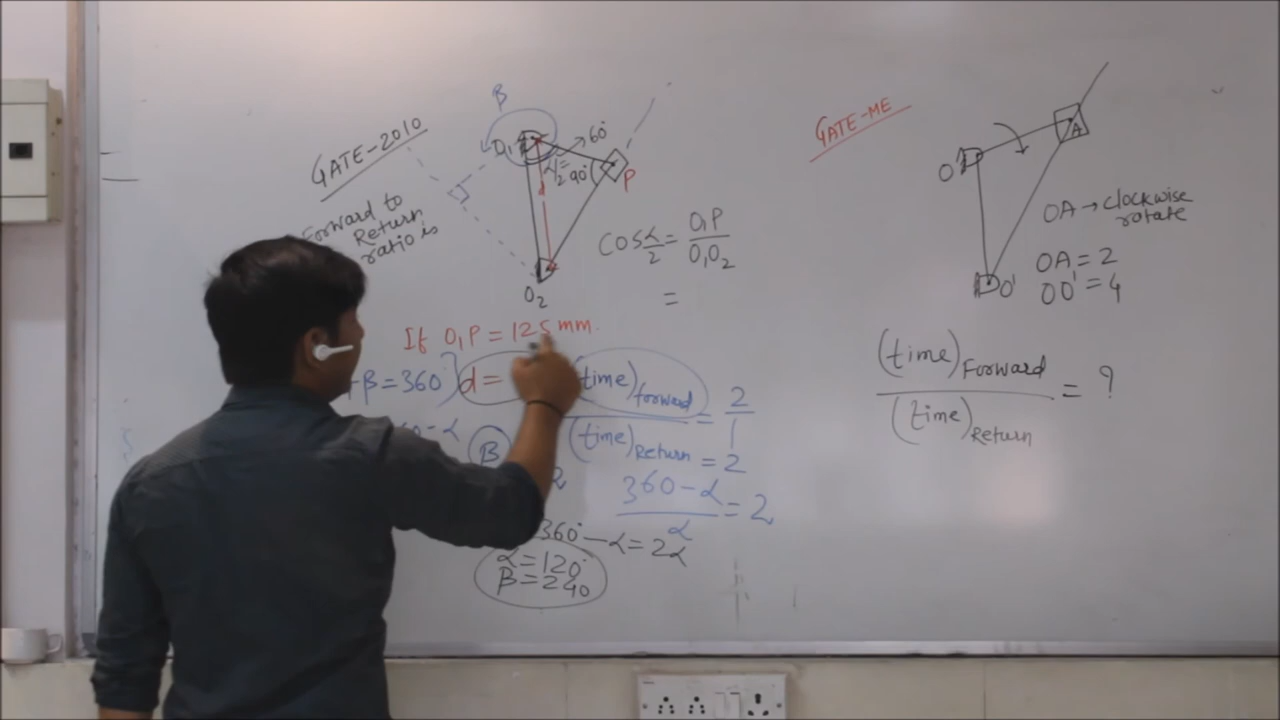 GATE-2010
Forward to
Return
ratio is
β
O₁
60°
α/2
90°
P
d
O₂
Cos α/2 = O₁P / O₁O₂
=
If O₁P = 125 mm.
+β = 360°
d =
(time)forward / (time)Return = 2/1 = 2
β
2
(360-α)/α = 2
360° - α = 2α
α = 120°
β = 240
GATE-ME
O
A
O'
OA → clockwise
rotate
OA = 2
OO' = 4
(time)Forward / (time)Return = ?